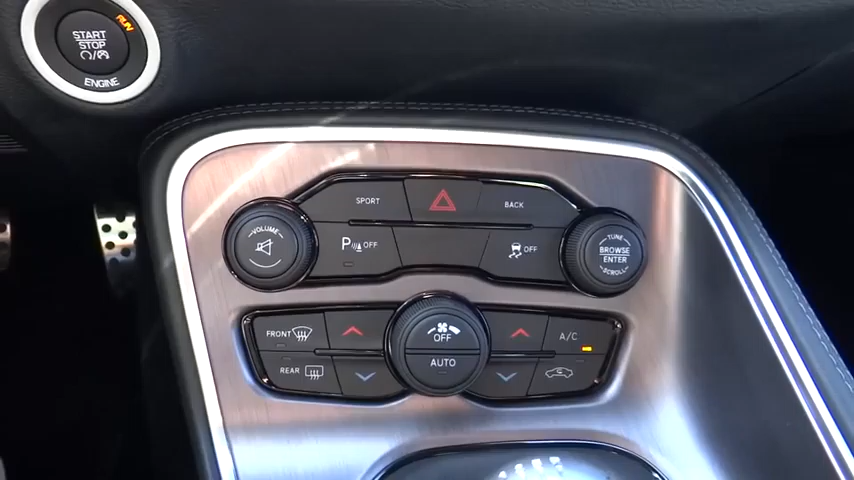 RUN
START
STOP
ENGINE
SPORT
BACK
VOLUME
P OFF
OFF
TUNE
BROWSE
ENTER
SCROLL
FRONT
OFF
A/C
REAR
AUTO